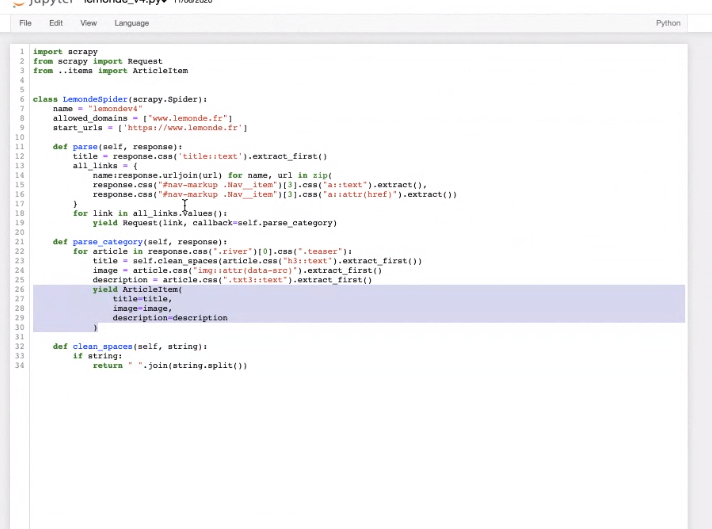 Jupyter lemonde_v4.py✔ 11/06/2020
File Edit View Language Python
1 import scrapy
2 from scrapy import Request
3 from ..items import ArticleItem
4
5
6 class LemondeSpider(scrapy.Spider):
7 name = "lemondev4"
8 allowed_domains = ["www.lemonde.fr"]
9 start_urls = ['https://www.lemonde.fr']
10
11 def parse(self, response):
12 title = response.css('title::text').extract_first()
13 all_links = {
14 name:response.urljoin(url) for name, url in zip(
15 response.css("#nav-markup .Nav__item")[3].css("a::text").extract(),
16 response.css("#nav-markup .Nav__item")[3].css("a::attr(href)").extract())
17 }
18 for link in all_links.values():
19 yield Request(link, callback=self.parse_category)
20
21 def parse_category(self, response):
22 for article in response.css(".river")[0].css(".teaser"):
23 title = self.clean_spaces(article.css("h3::text").extract_first())
24 image = article.css("img::attr(data-src)").extract_first()
25 description = article.css(".txt3::text").extract_first()
26 yield ArticleItem(
27 title=title,
28 image=image,
29 description=description
30 )
31
32 def clean_spaces(self, string):
33 if string:
34 return " ".join(string.split())